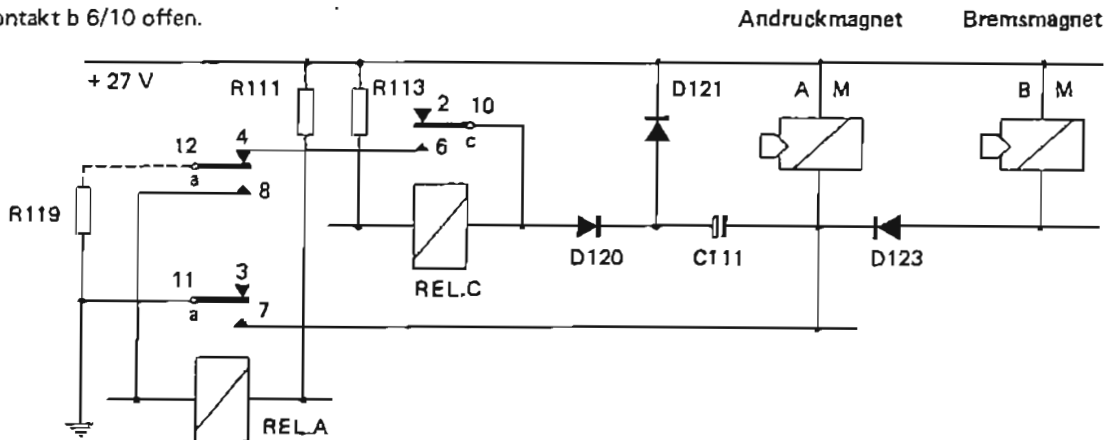 ontakt b 6/10 offen.
Andruckmagnet
Bremsmagnet
+ 27 V
R111
R113
2
10
c
6
D121
A M
B M
12
a
4
8
R119
D120
C111
D123
REL.C
11
a
3
7
REL.A